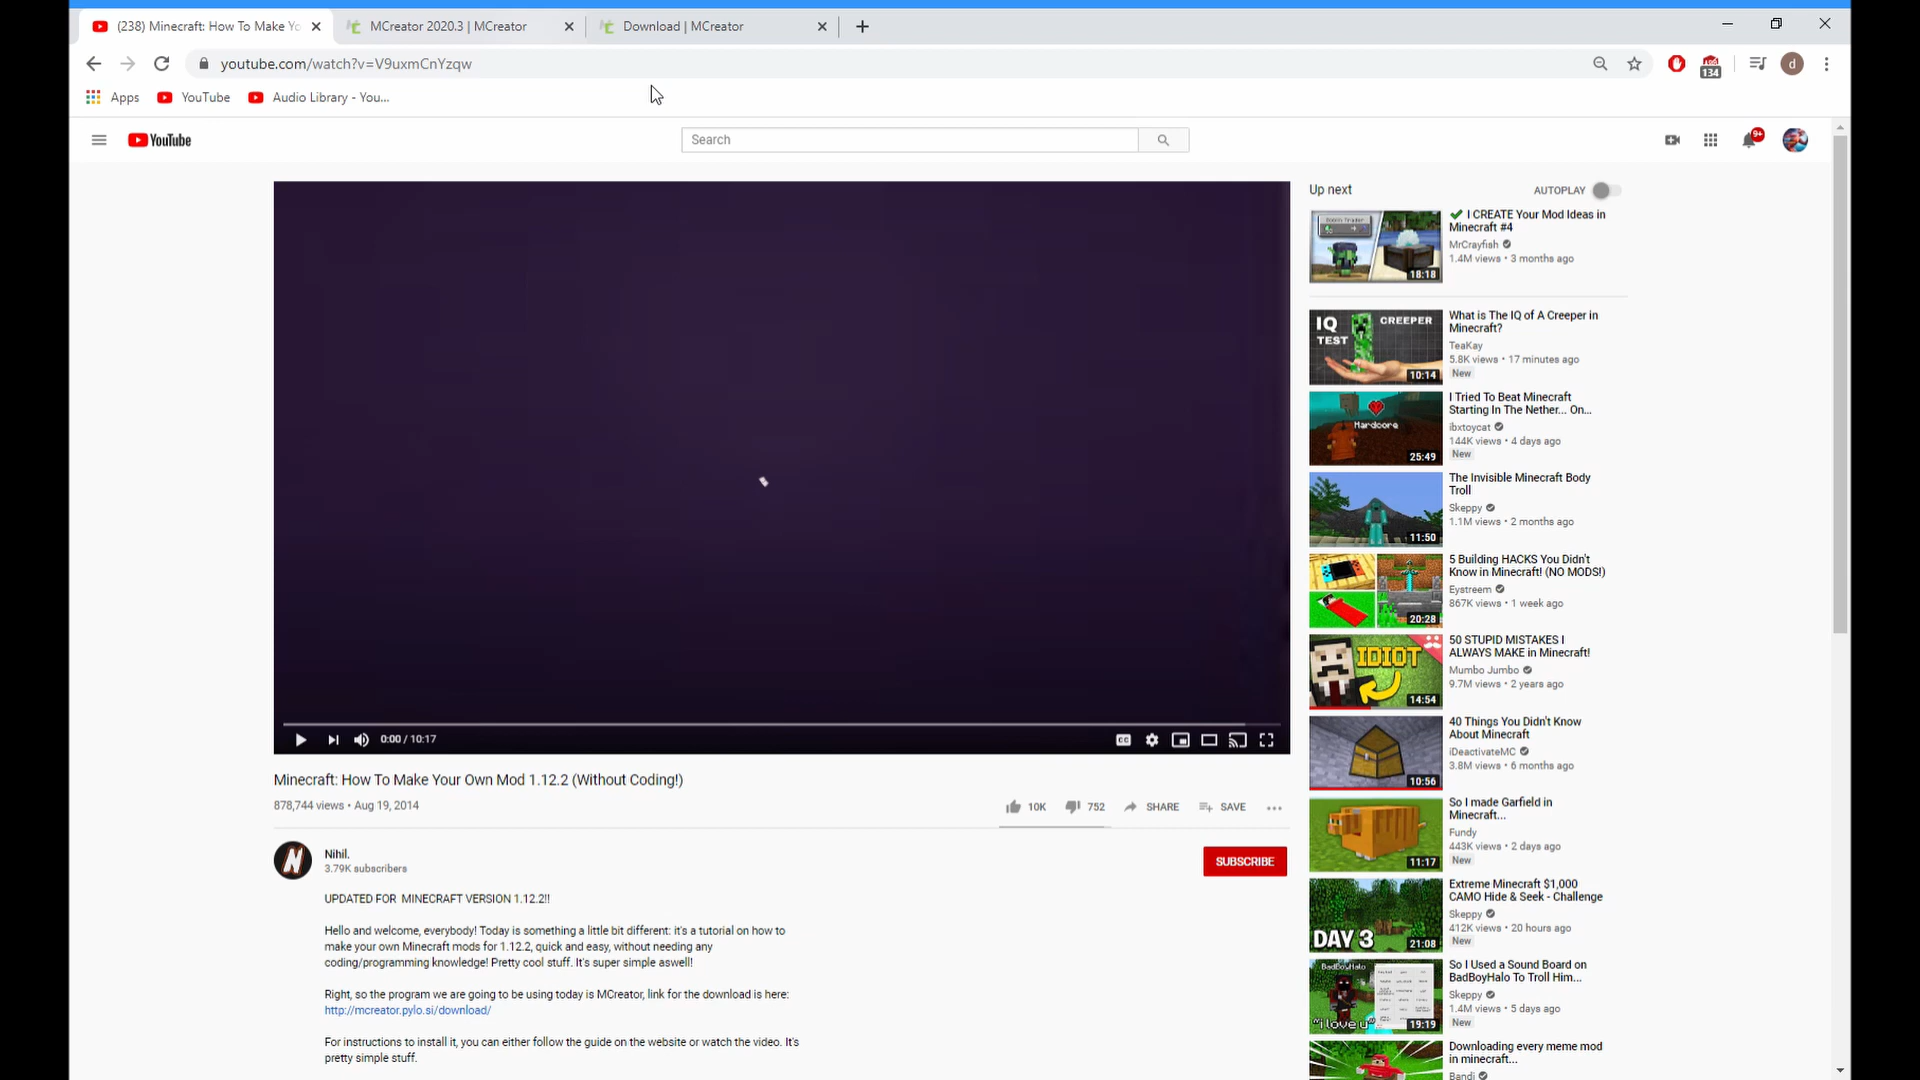 (238) Minecraft: How To Make Yo
MCreator 2020.3 | MCreator
Download | MCreator
youtube.com/watch?v=V9uxmCnYzqw
134
d
Apps
YouTube
Audio Library - You...
YouTube
Search
9+
Up next
AUTOPLAY
I CREATE Your Mod Ideas in
Minecraft #4
MrCrayfish
1.4M views • 3 months ago
18:18
IQ
TEST
CREEPER
10:14
What is The IQ of A Creeper in
Minecraft?
TeaKay
5.8K views • 17 minutes ago
New
Hardcore
25:49
I Tried To Beat Minecraft
Starting In The Nether... On...
ibxtoycat
144K views • 4 days ago
New
11:50
The Invisible Minecraft Body
Troll
Skeppy
1.1M views • 2 months ago
20:28
5 Building HACKS You Didn't
Know in Minecraft! (NO MODS!)
Eystreem
867K views • 1 week ago
IDIOT
14:54
50 STUPID MISTAKES I
ALWAYS MAKE in Minecraft!
Mumbo Jumbo
9.7M views • 2 years ago
10:56
40 Things You Didn't Know
About Minecraft
iDeactivateMC
3.8M views • 6 months ago
11:17
So I made Garfield in
Minecraft...
Fundy
443K views • 2 days ago
New
DAY 3
21:08
Extreme Minecraft $1,000
CAMO Hide & Seek - Challenge
Skeppy
412K views • 20 hours ago
New
BadBoyHalo
"i love u"
19:19
So I Used a Sound Board on
BadBoyHalo To Troll Him...
Skeppy
1.4M views • 5 days ago
New
Downloading every meme mod
in minecraft...
Bandi
0:00 / 10:17
CC
Minecraft: How To Make Your Own Mod 1.12.2 (Without Coding!)
878,744 views • Aug 19, 2014
10K
752
SHARE
SAVE
N
Nihil.
3.79K subscribers
SUBSCRIBE
UPDATED FOR MINECRAFT VERSION 1.12.2!!
Hello and welcome, everybody! Today is something a little bit different: it's a tutorial on how to
make your own Minecraft mods for 1.12.2, quick and easy, without needing any
coding/programming knowledge! Pretty cool stuff. It's super simple aswell!
Right, so the program we are going to be using today is MCreator, link for the download is here:
http://mcreator.pylo.si/download/
For instructions to install it, you can either follow the guide on the website or watch the video. It's
pretty simple stuff.